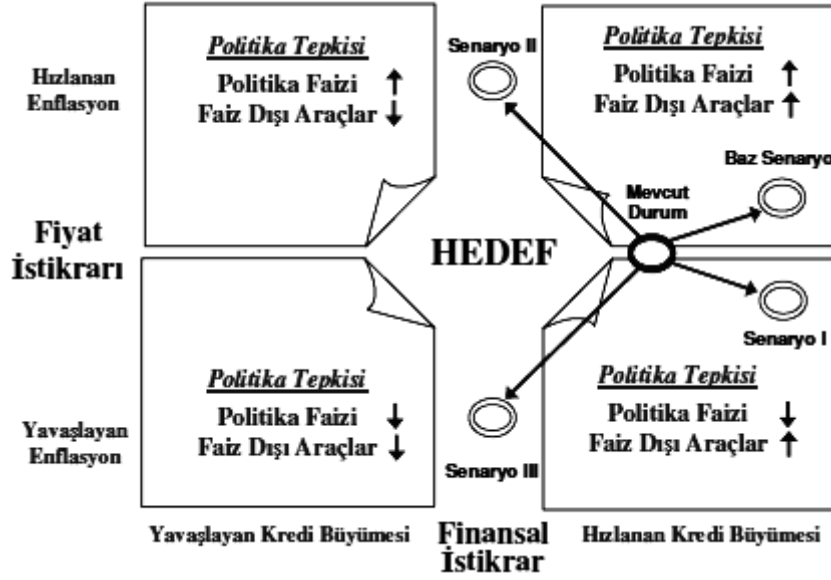 Politika Tepkisi
Politika Faizi ↑
Faiz Dışı Araçlar ↓
Senaryo II
Politika Tepkisi
Politika Faizi ↑
Faiz Dışı Araçlar ↑
Hızlanan
Enflasyon
Baz Senaryo
Mevcut
Durum
Fiyat
İstikrarı
HEDEF
Senaryo I
Politika Tepkisi
Politika Faizi ↓
Faiz Dışı Araçlar ↓
Senaryo III
Politika Tepkisi
Politika Faizi ↓
Faiz Dışı Araçlar ↑
Yavaşlayan
Enflasyon
Yavaşlayan Kredi Büyümesi
Finansal
İstikrar
Hızlanan Kredi Büyümesi